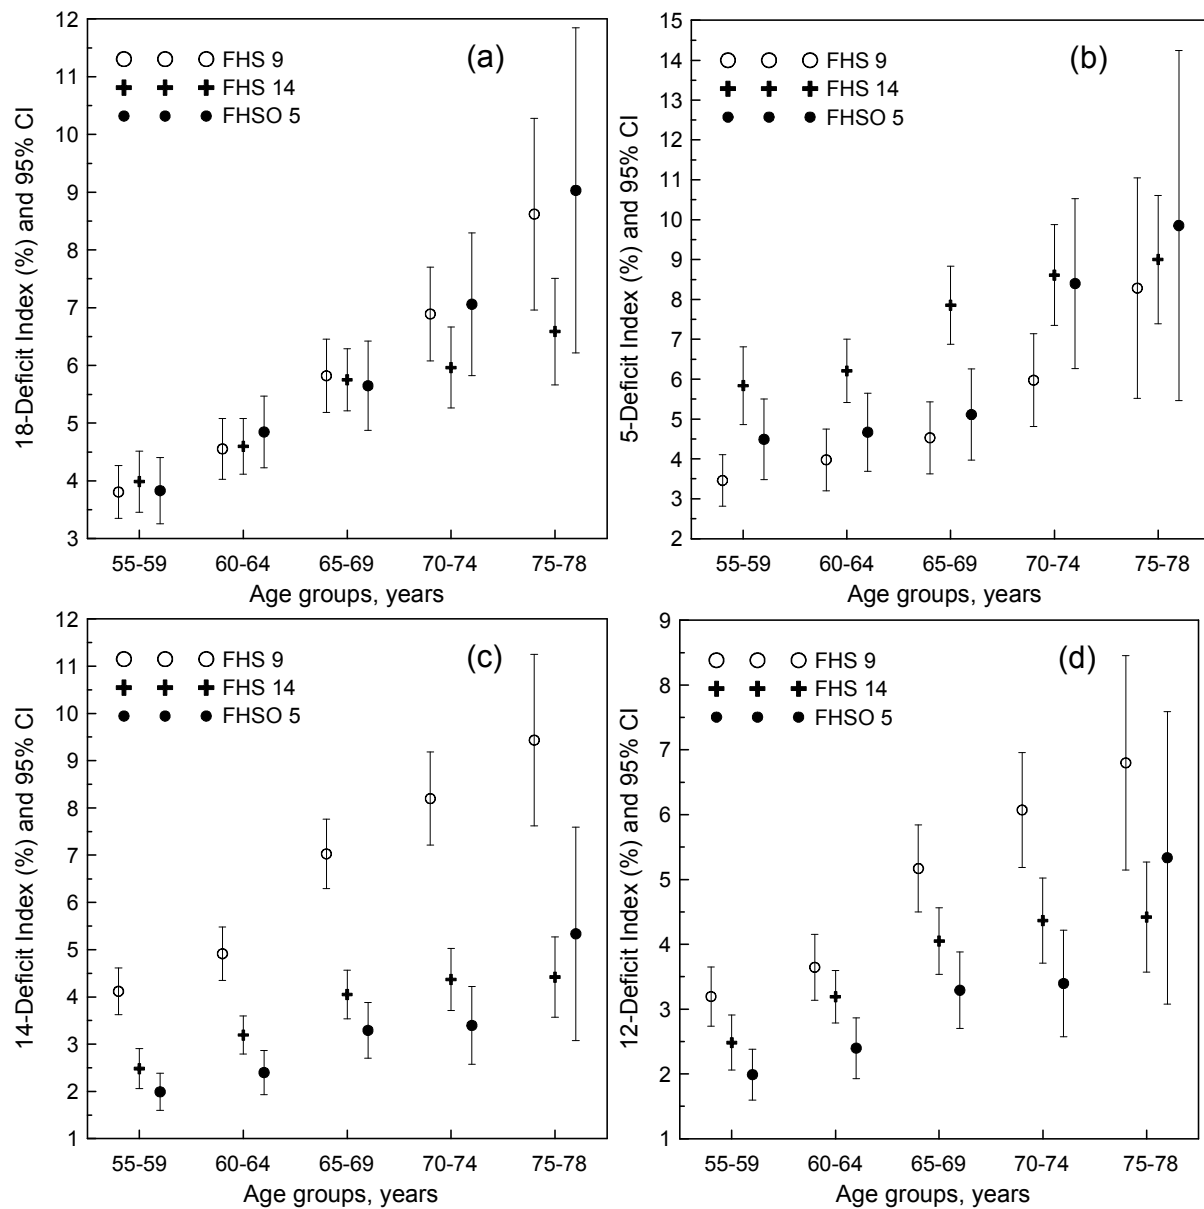 12
11
10
9
8
7
6
5
4
3
18-Deficit Index (%) and 95% CI
FHS 9
FHS 14
FHSO 5
(a)
55-59 60-64 65-69 70-74 75-78
Age groups, years
15
14
13
12
11
10
9
8
7
6
5
4
3
2
5-Deficit Index (%) and 95% CI
FHS 9
FHS 14
FHSO 5
(b)
55-59 60-64 65-69 70-74 75-78
Age groups, years
12
11
10
9
8
7
6
5
4
3
2
1
14-Deficit Index (%) and 95% CI
FHS 9
FHS 14
FHSO 5
(c)
55-59 60-64 65-69 70-74 75-78
Age groups, years
9
8
7
6
5
4
3
2
1
12-Deficit Index (%) and 95% CI
FHS 9
FHS 14
FHSO 5
(d)
55-59 60-64 65-69 70-74 75-78
Age groups, years